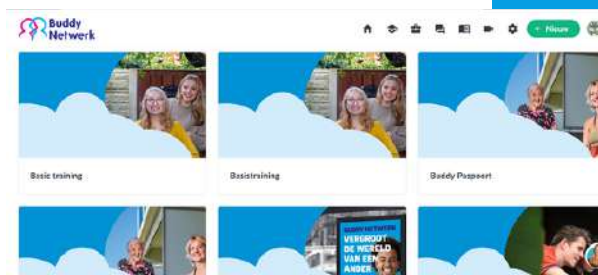 Buddy
Netwerk
+ Nieuw
Basic training
Basistraining
Buddy Paspoort
BUDDY NETWERK
VERGROOT
DE WERELD
VAN EEN
ANDER